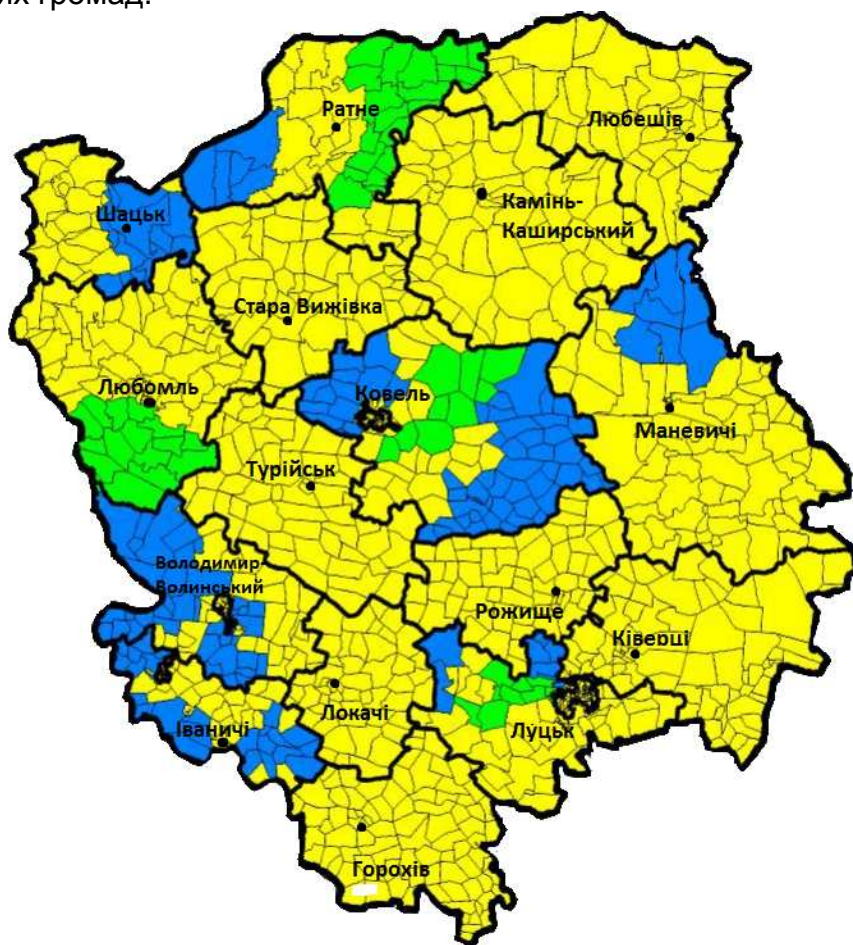 их громад.
Ратне
Любешів
Камінь-
Каширський
Шацьк
Стара Вижівка
Любомль
Ковель
Маневичі
Турійськ
Володимир-
Волинський
Рожище
Ківерці
Локачі
Луцьк
Іваничі
Горохів